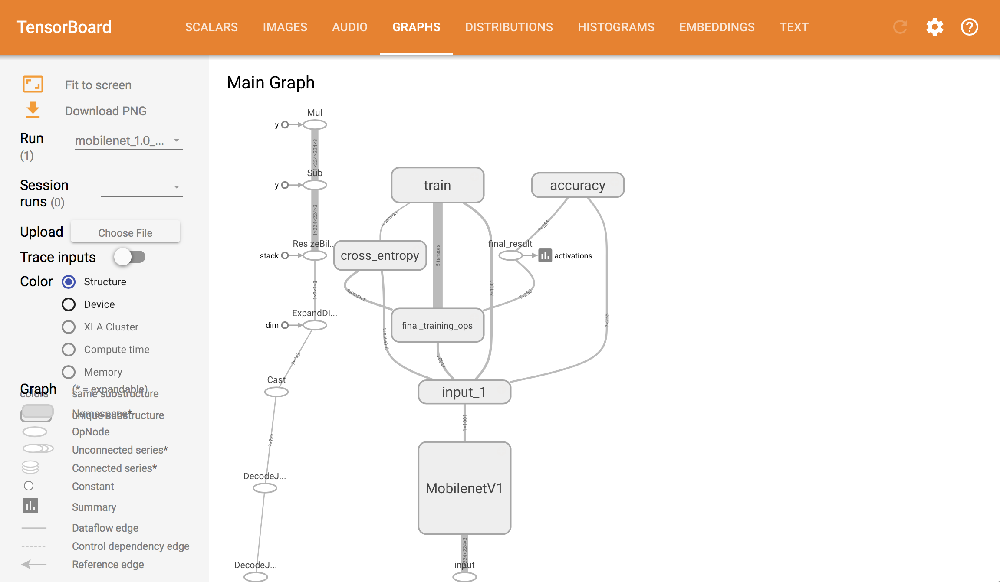 TensorBoard
SCALARS
IMAGES
AUDIO
GRAPHS
DISTRIBUTIONS
HISTOGRAMS
EMBEDDINGS
TEXT
Fit to screen
Download PNG
Run
(1)
mobilenet_1.0_...
Session
runs (0)
Upload
Choose File
Trace inputs
Color
Structure
Device
XLA Cluster
Compute time
Memory
Graph
(* = expandable)
colors
same substructure
Namespace*
unique substructure
OpNode
Unconnected series*
Connected series*
Constant
Summary
Dataflow edge
Control dependency edge
Reference edge
Main Graph
Mul
y
1×224×224×3
Sub
y
1×224×224×3
ResizeBil...
stack
1×?×?×3
ExpandDi...
dim
?×?×3
Cast
?×?×3
DecodeJ...
DecodeJ...
train
accuracy
5 tensors
5 tensors
?×255
cross_entropy
final_result
activations
3 tensors
?×1001
?×255
?×255
2 tensors
final_training_ops
?×1001
input_1
1×1001
MobilenetV1
224×224×3
input